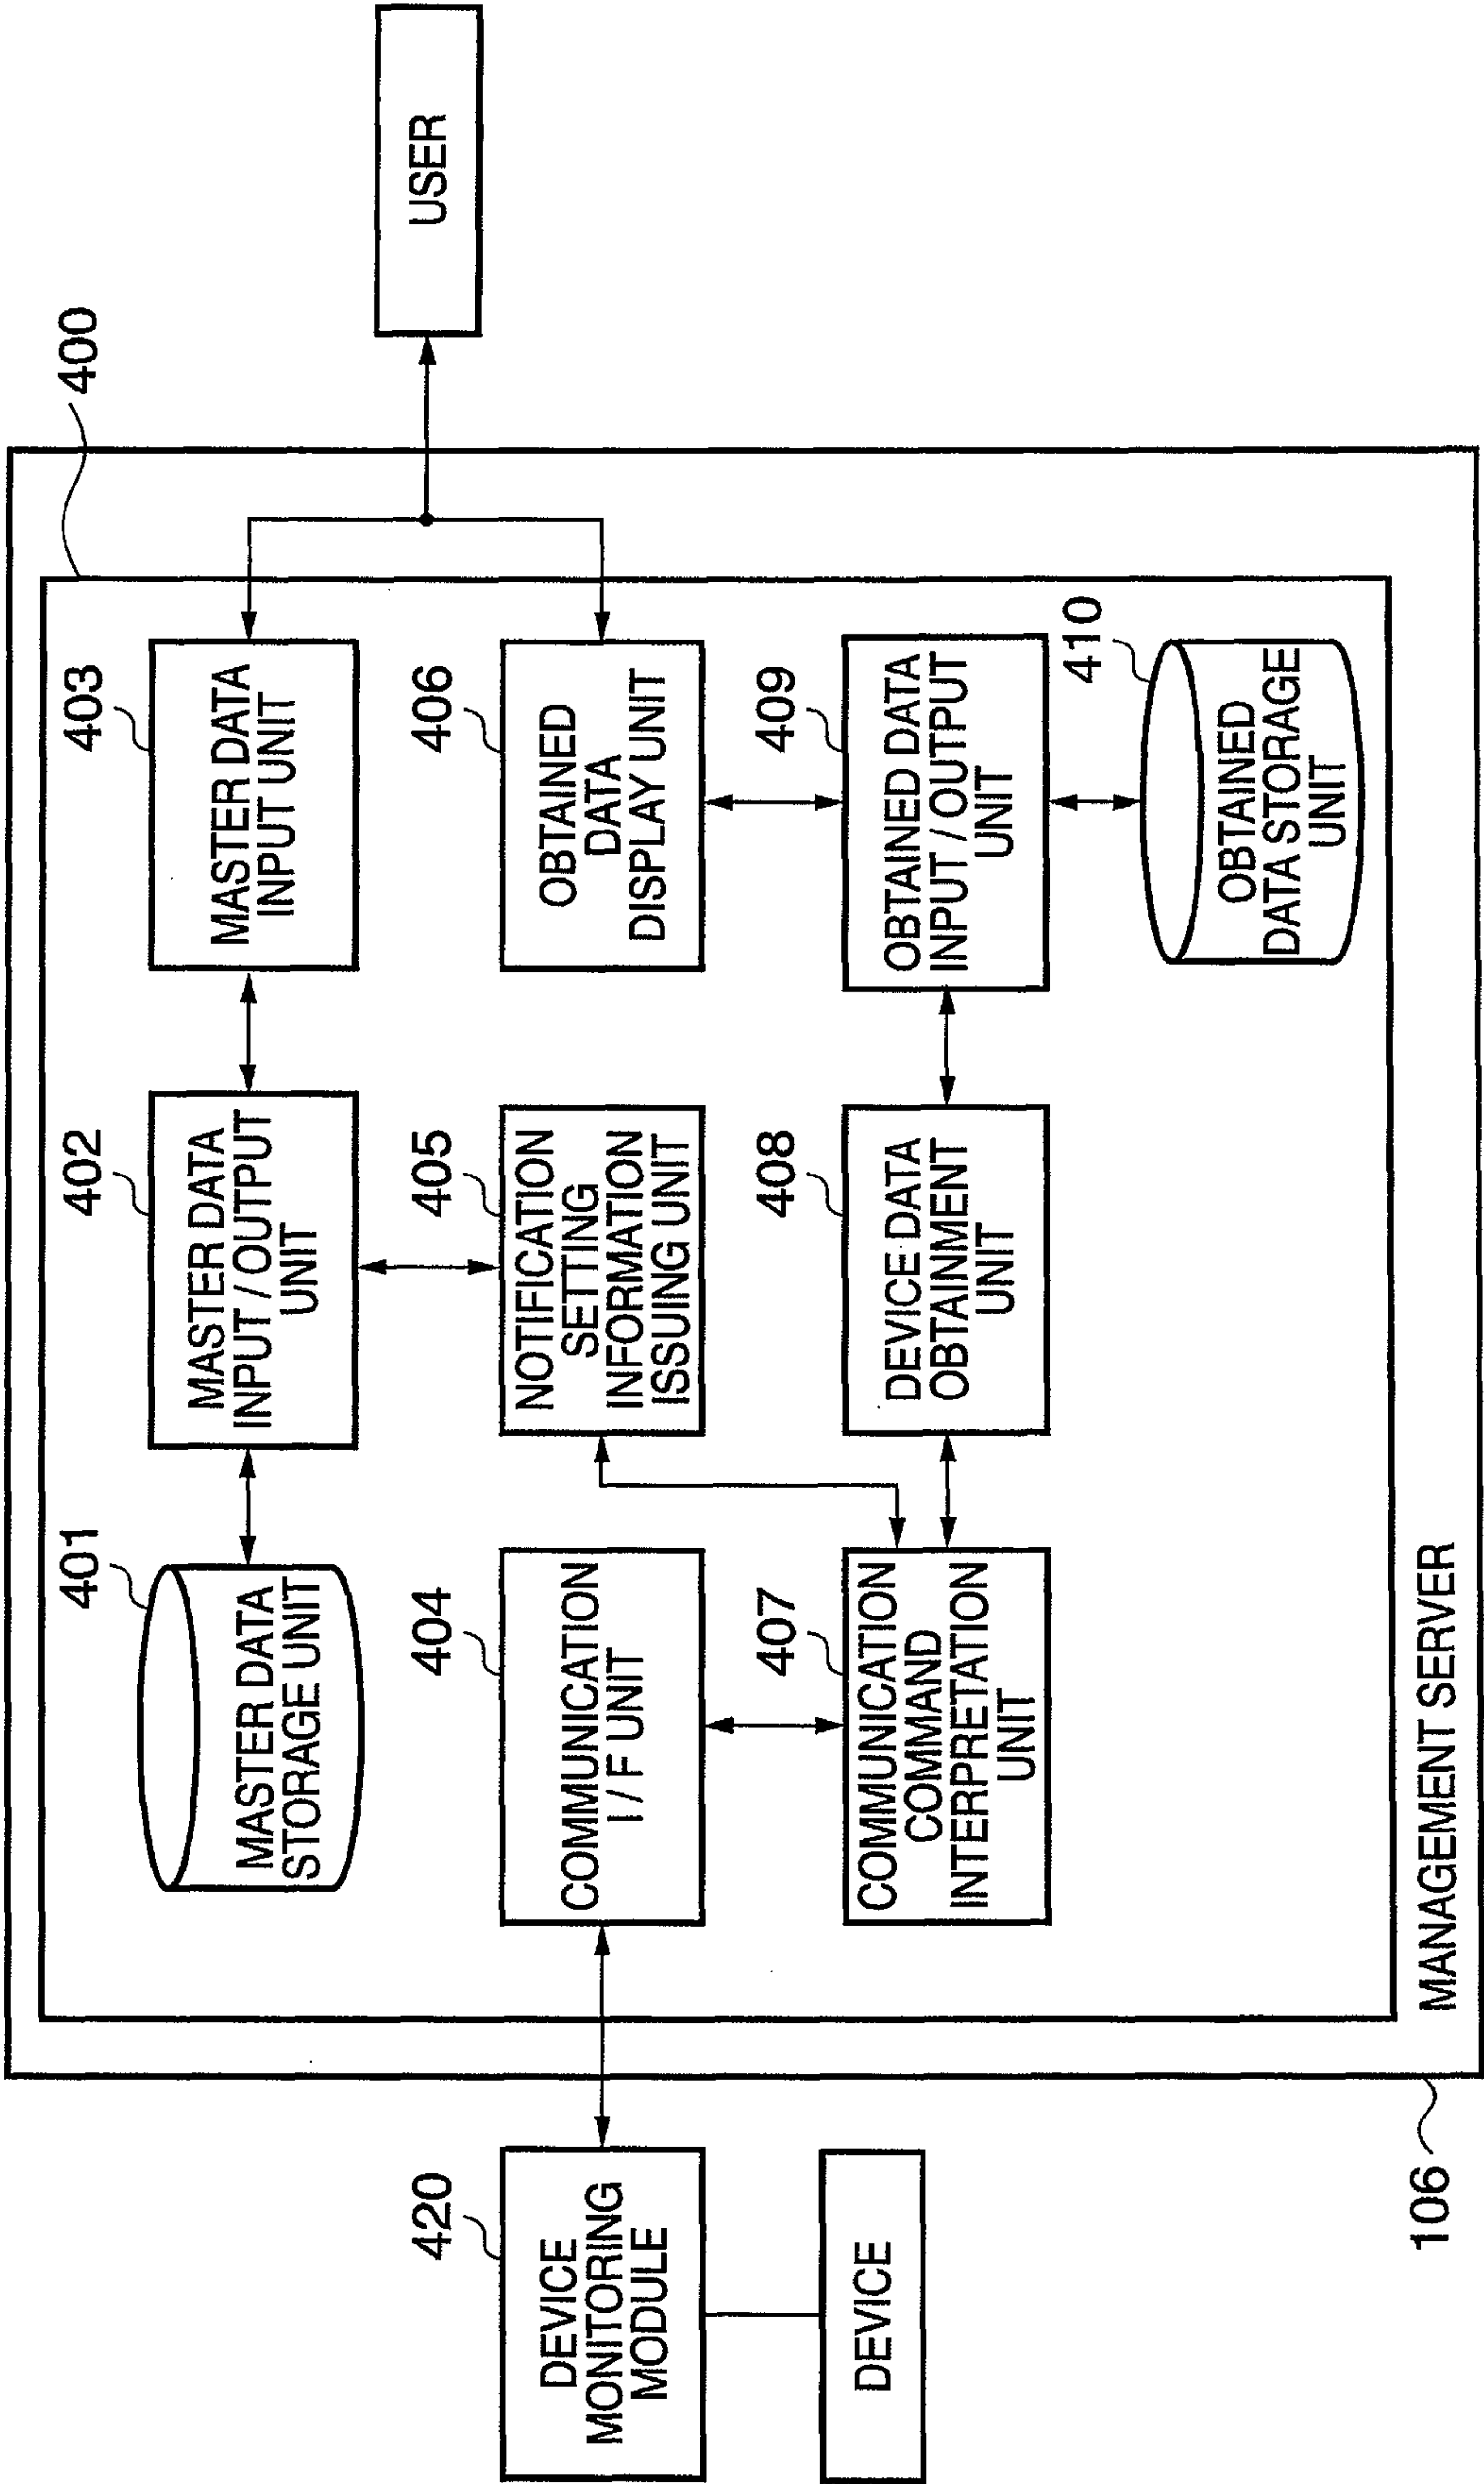 400
USER
401
MASTER DATA
STORAGE UNIT
402
MASTER DATA
INPUT / OUTPUT
UNIT
403
MASTER DATA
INPUT UNIT
420
DEVICE
MONITORING
MODULE
404
COMMUNICATION
I / F UNIT
405
NOTIFICATION
SETTING
INFORMATION
ISSUING UNIT
406
OBTAINED
DATA
DISPLAY UNIT
DEVICE
407
COMMUNICATION
COMMAND
INTERPRETATION
UNIT
408
DEVICE DATA
OBTAINMENT
UNIT
409
OBTAINED DATA
INPUT / OUTPUT
UNIT
410
OBTAINED
DATA STORAGE
UNIT
106
MANAGEMENT SERVER